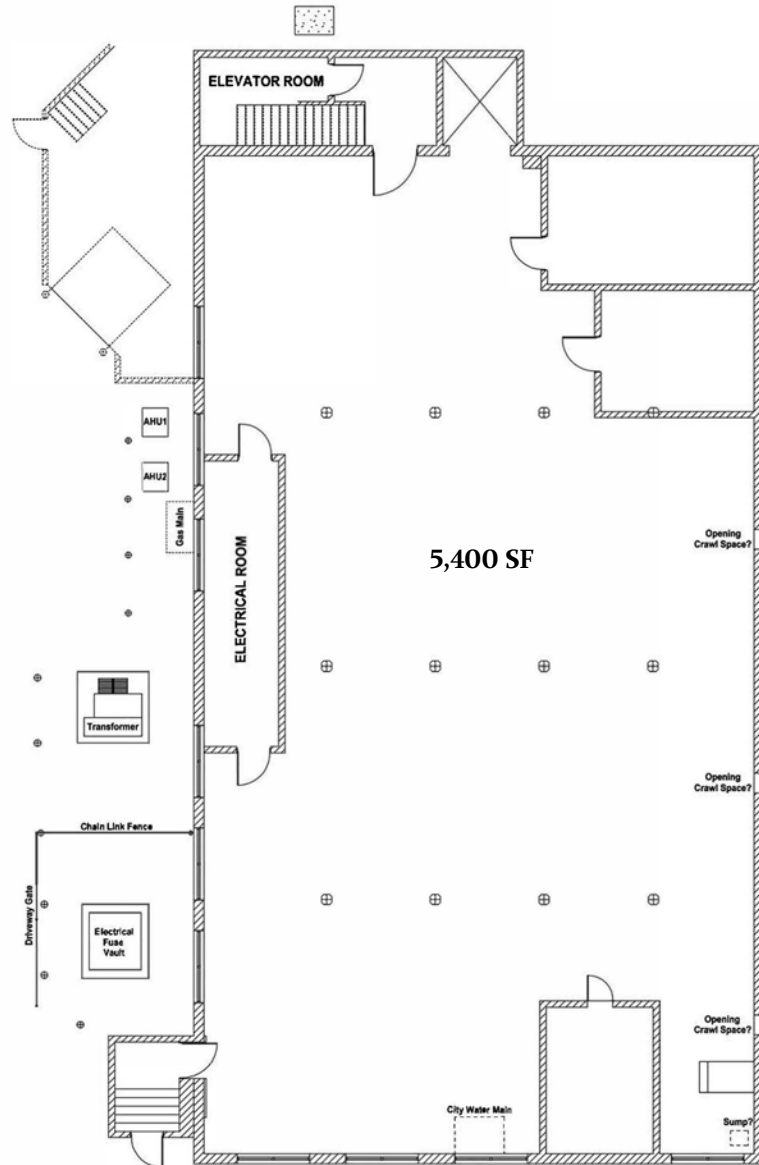 ELEVATOR ROOM
AHU1
AHU2
Gas Main
ELECTRICAL ROOM
5,400 SF
Opening
Crawl Space?
Transformer
Opening
Crawl Space?
Chain Link Fence
Driveway Gate
Electrical
Fuse
Vault
Opening
Crawl Space?
City Water Main
Sump?